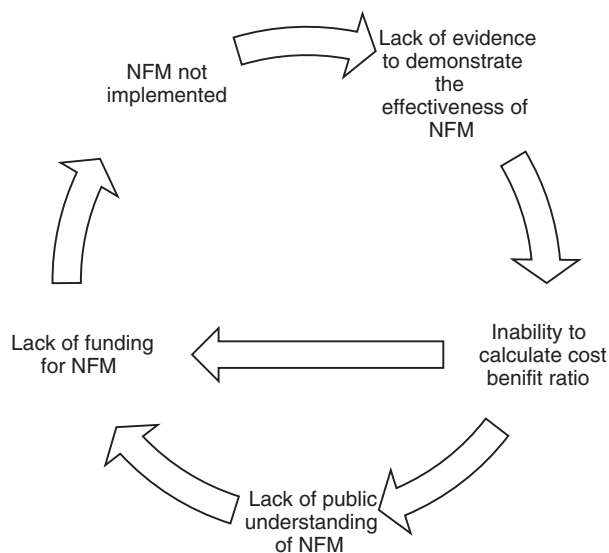 NFM not
implemented
Lack of evidence
to demonstrate
the
effectiveness of
NFM
Inability to
calculate cost
benifit ratio
Lack of public
understanding
of NFM
Lack of funding
for NFM